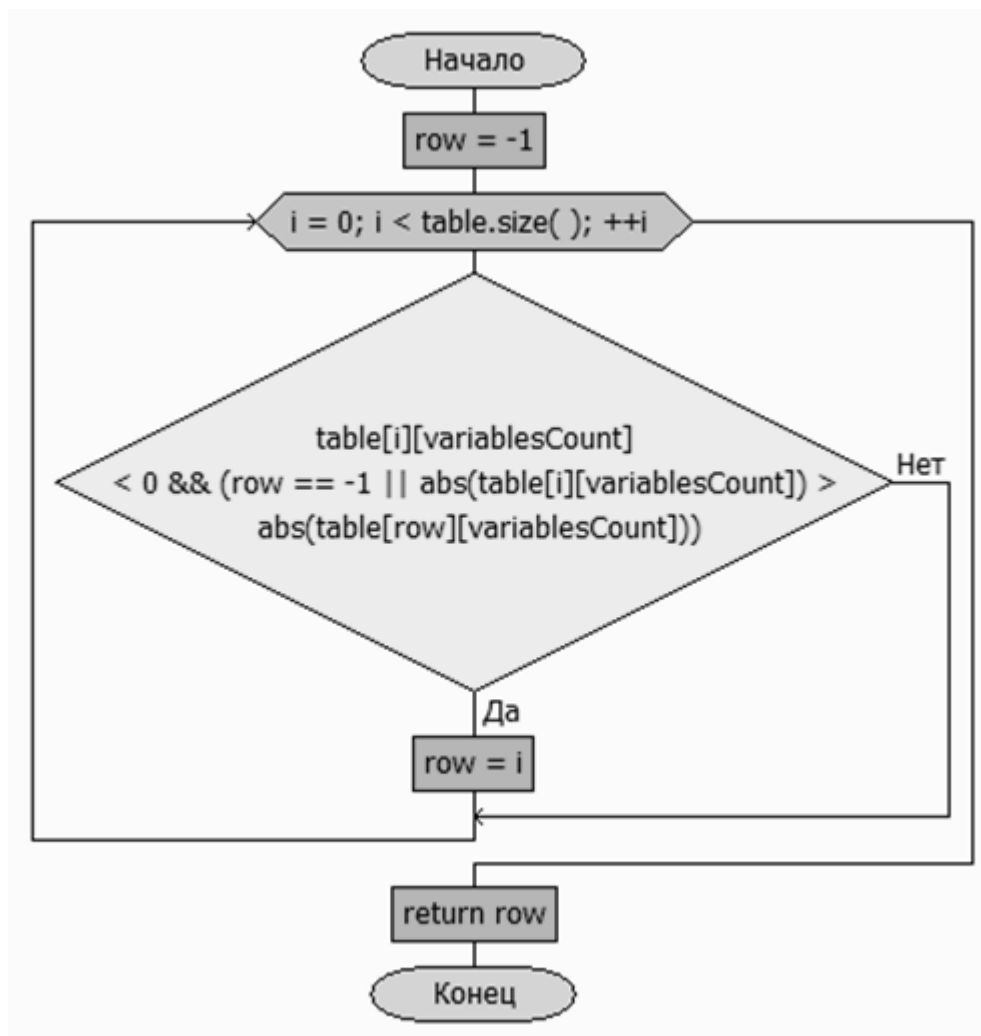 Начало
row = -1
i = 0; i < table.size( ); ++i
table[i][variablesCount]
< 0 && (row == -1 || abs(table[i][variablesCount]) >
abs(table[row][variablesCount]))
Нет
Да
row = i
return row
Конец